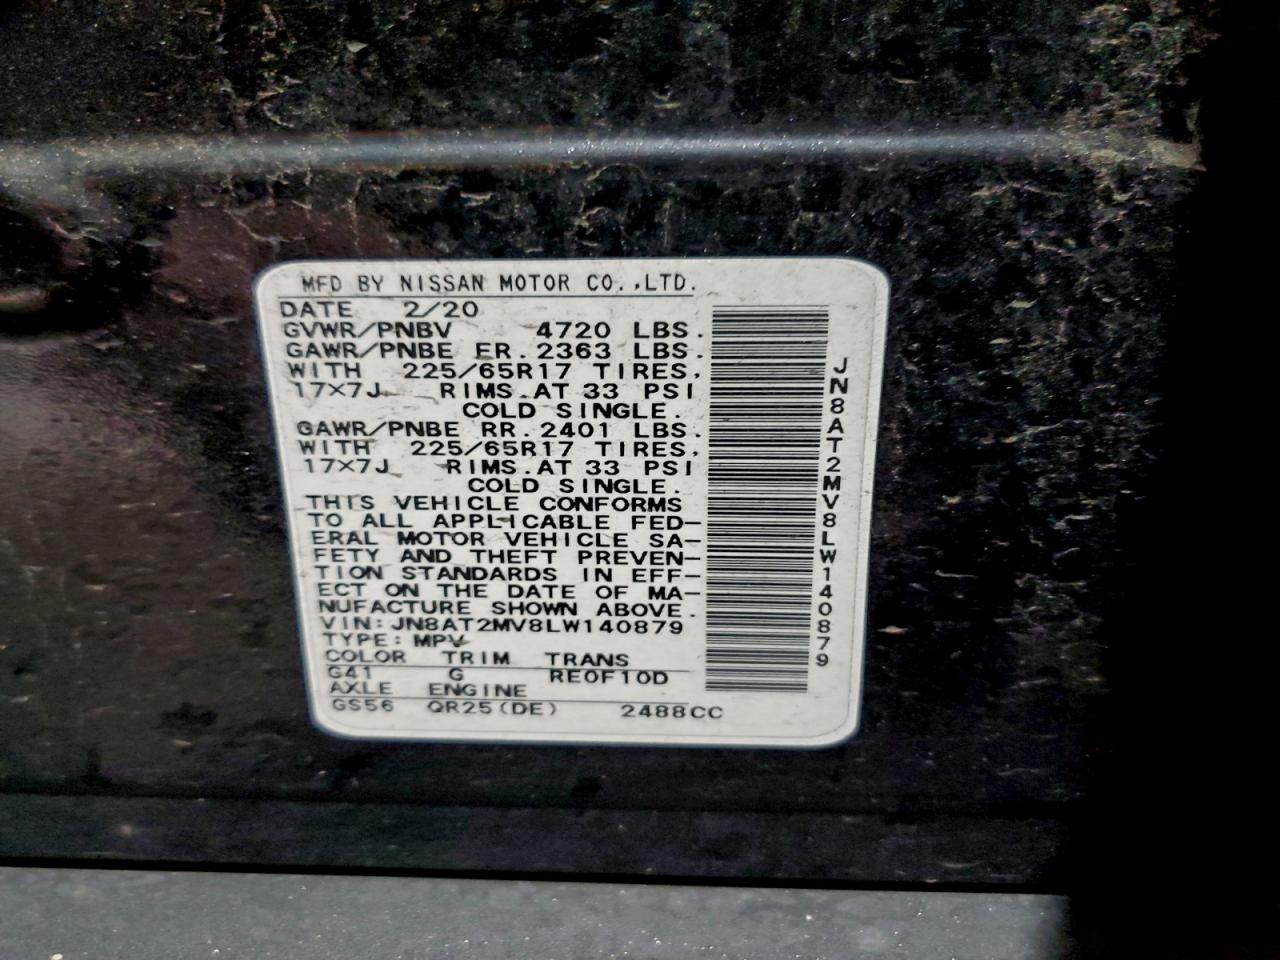 MFD BY NISSAN MOTOR CO.,LTD.
DATE 2/20
GVWR/PNBV 4720 LBS.
GAWR/PNBE FR. 2363 LBS.
WITH 225/65R17 TIRES,
17×7J RIMS.AT 33 PSI
COLD SINGLE.
GAWR/PNBE RR. 2401 LBS.
WITH 225/65R17 TIRES,
17×7J RIMS.AT 33 PSI
COLD SINGLE.
THIS VEHICLE CONFORMS
TO ALL APPLICABLE FED-
ERAL MOTOR VEHICLE SA-
FETY AND THEFT PREVEN-
TION STANDARDS IN EFF-
ECT ON THE DATE OF MA-
NUFACTURE SHOWN ABOVE.
VIN:JN8AT2MV8LW140879
TYPE: MPV
COLOR TRIM TRANS
G41 G RE0F10D
AXLE ENGINE
GS56 QR25(DE) 2488CC
JN8AT2MV8LW140879